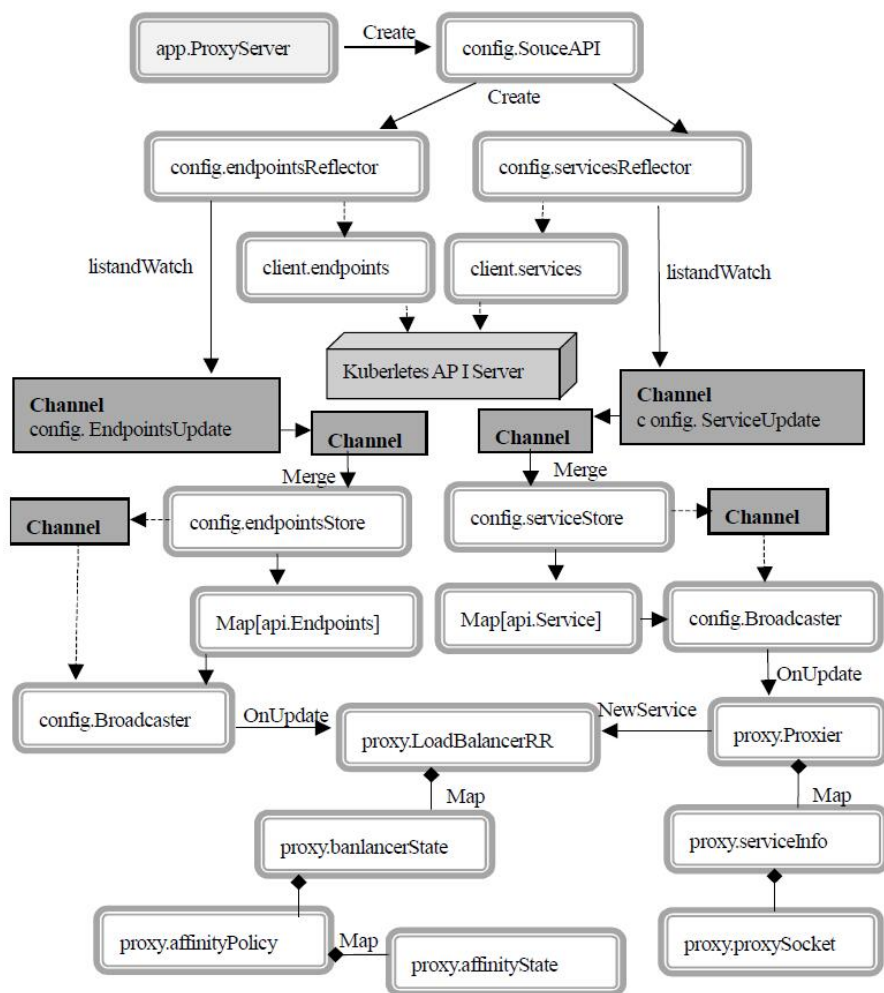 app.ProxyServer
Create
config.SouceAPI
Create
config.endpointsReflector
config.servicesReflector
listandWatch
client.endpoints
client.services
listandWatch
Kuberletes AP I Server
Channel
config. EndpointsUpdate
Channel
Channel
Channel
c onfig. ServiceUpdate
Merge
Merge
Channel
config.endpointsStore
config.serviceStore
Channel
Map[api.Endpoints]
Map[api.Service]
config.Broadcaster
OnUpdate
config.Broadcaster
OnUpdate
proxy.LoadBalancerRR
NewService
proxy.Proxier
Map
Map
proxy.banlancerState
proxy.serviceInfo
proxy.affinityPolicy
Map
proxy.affinityState
proxy.proxySocket